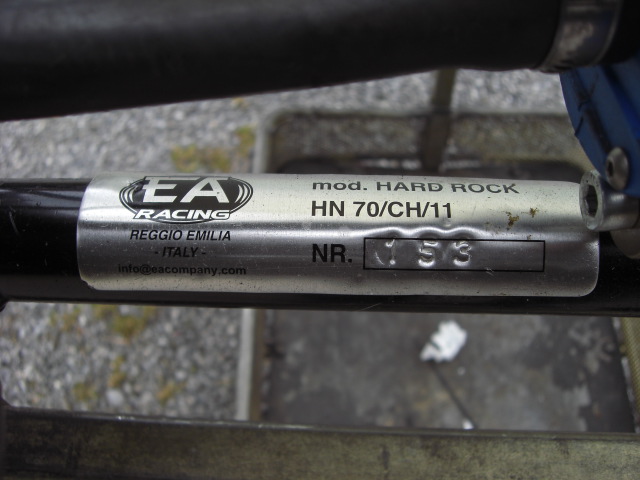 EA
RACING
REGGIO EMILIA
- ITALY -
info@eacompany.com
mod. HARD ROCK
HN 70/CH/11
NR. 153